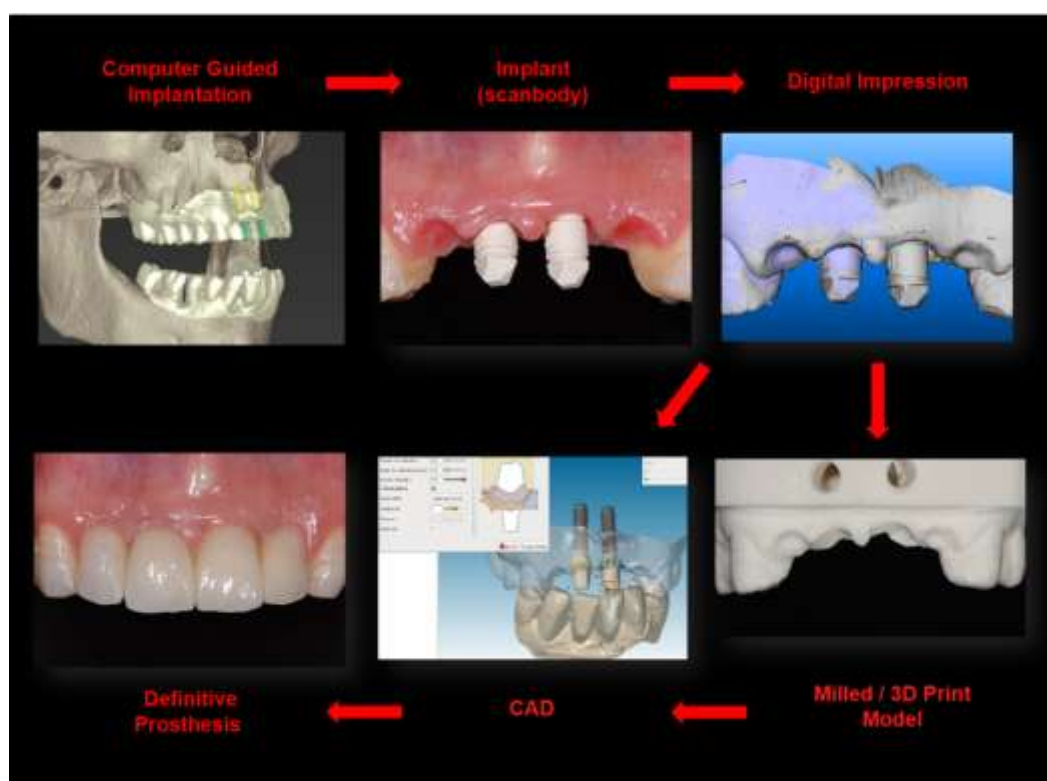 Computer Guided
Implantation
Implant
(scanbody)
Digital Impression
Definitive
Prosthesis
CAD
Milled / 3D Print
Model